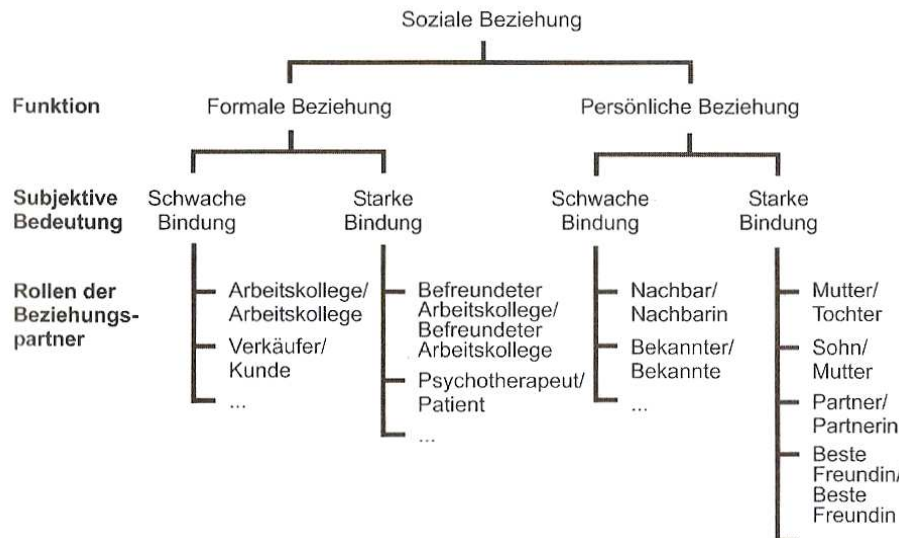 Soziale Beziehung
Funktion
Formale Beziehung
Persönliche Beziehung
Subjektive
Bedeutung
Schwache
Bindung
Starke
Bindung
Schwache
Bindung
Starke
Bindung
Rollen der
Beziehungs-
partner
Arbeitskollege/
Arbeitskollege
Verkäufer/
Kunde
...
Befreundeter
Arbeitskollege/
Befreundeter
Arbeitskollege
Psychotherapeut/
Patient
...
Nachbar/
Nachbarin
Bekannter/
Bekannte
...
Mutter/
Tochter
Sohn/
Mutter
Partner/
Partnerin
Beste
Freundin/
Beste
Freundin